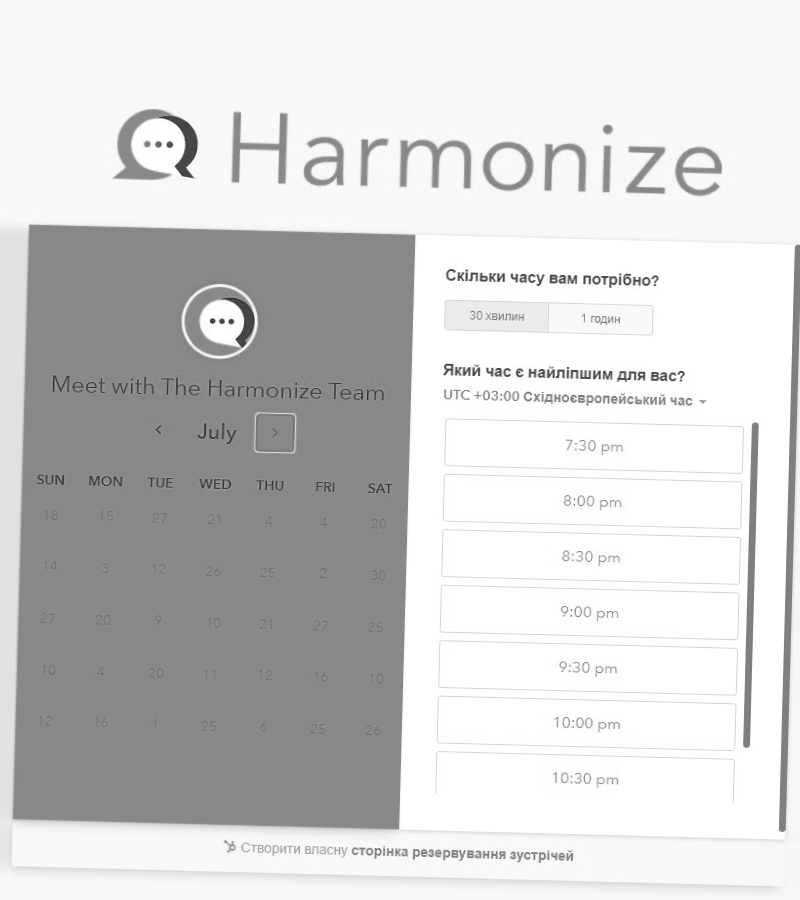 Harmonize
Meet with The Harmonize Team
July
SUN MON TUE WED THU FRI SAT
18 15 27 21 4 4 20
14 3 12 26 25 2 30
27 20 9 10 21 27 25
10 4 20 11 12 16 10
12 16 1 25 6 25 26
Скільки часу вам потрібно?
30 хвилин 1 годин
Який час є найліпшим для вас?
UTC +03:00 Східноєвропейський час
7:30 pm
8:00 pm
8:30 pm
9:00 pm
9:30 pm
10:00 pm
10:30 pm
Створити власну сторінка резервування зустрічей